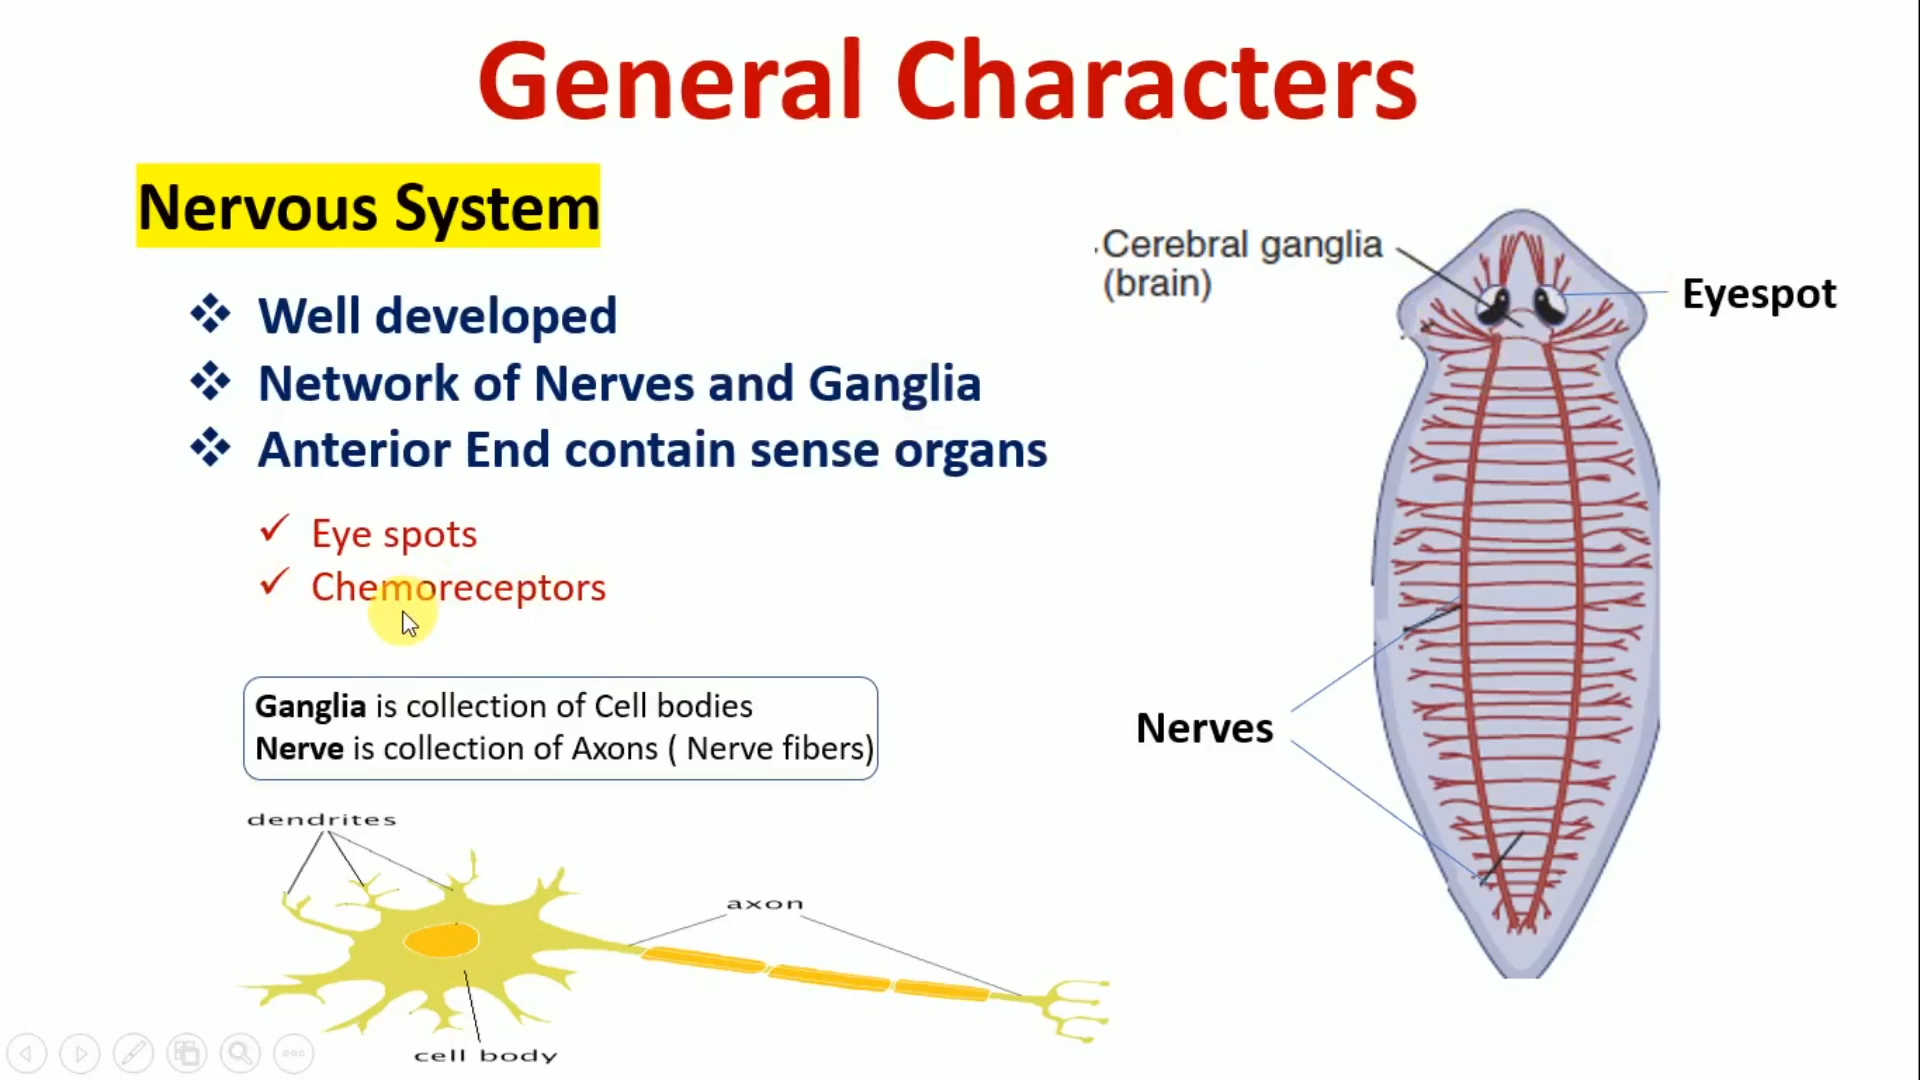 General Characters
Nervous System
❖ Well developed
❖ Network of Nerves and Ganglia
❖ Anterior End contain sense organs
✓ Eye spots
✓ Chemoreceptors
Ganglia is collection of Cell bodies
Nerve is collection of Axons ( Nerve fibers)
dendrites
axon
cell body
Cerebral ganglia
(brain)
Eyespot
Nerves